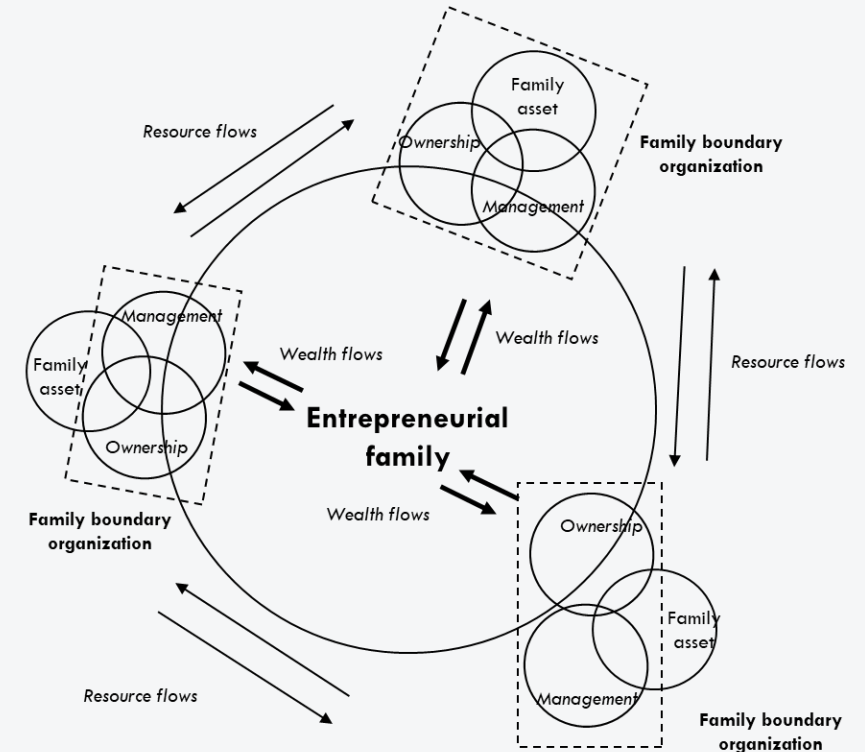 Family
asset
Ownership
Management
Family boundary
organization
Resource flows
Wealth flows
Resource flows
Management
Family
asset
Ownership
Wealth flows
Entrepreneurial
family
Wealth flows
Family boundary
organization
Ownership
Family
asset
Management
Resource flows
Family boundary
organization